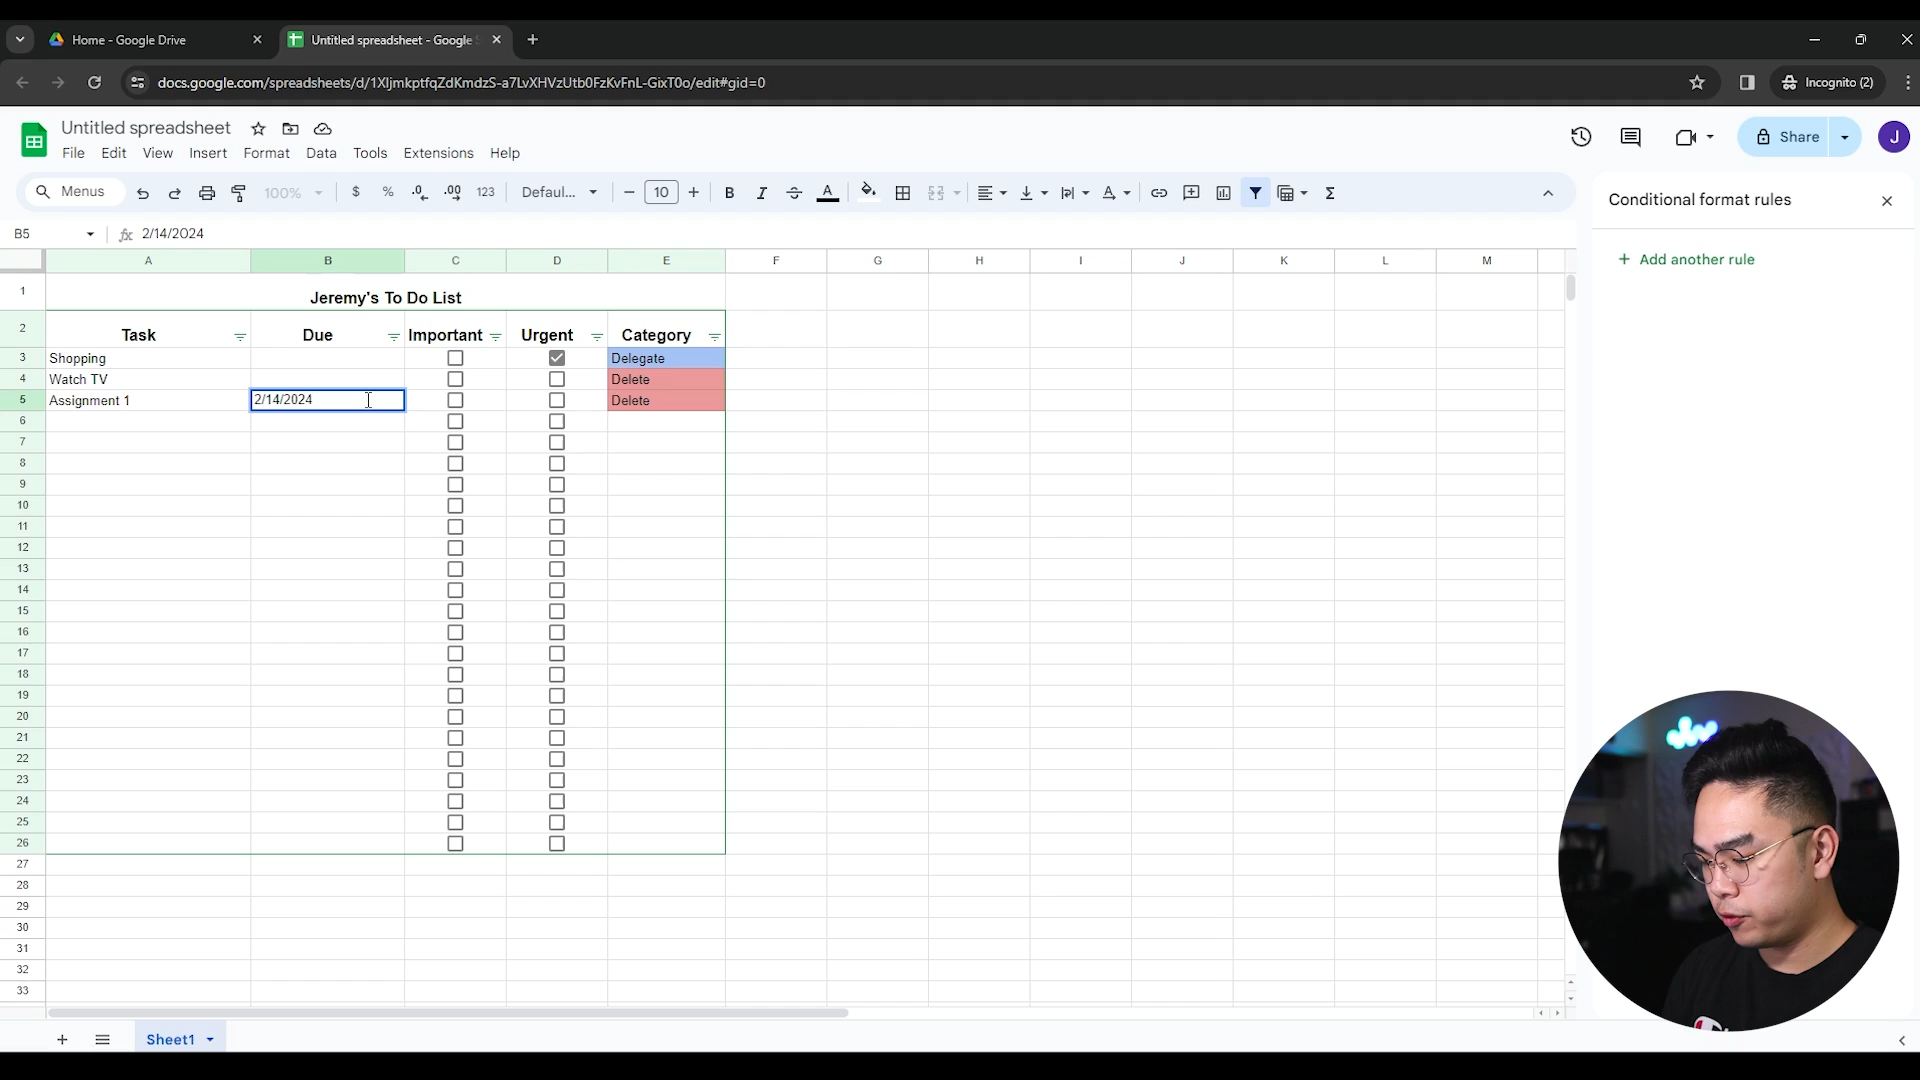 Home - Google Drive
Untitled spreadsheet - Google
docs.google.com/spreadsheets/d/1XljmkptfqZdKmdzS-a7LvXHVzUtb0FzKvFnL-GixT0o/edit#gid=0
Incognito (2)
Untitled spreadsheet
File Edit View Insert Format Data Tools Extensions Help
Share
J
Menus
100%
$ % .0 .00 123
Defaul...
10
B I A
Conditional format rules
B5
fx 2/14/2024
A B C D E F G H I J K L M
Add another rule
1 Jeremy's To Do List
2 Task Due Important Urgent Category
3 Shopping Delegate
4 Watch TV Delete
5 Assignment 1 2/14/2024 Delete
6
7
8
9
10
11
12
13
14
15
16
17
18
19
20
21
22
23
24
25
26
27
28
29
30
31
32
33
Sheet1